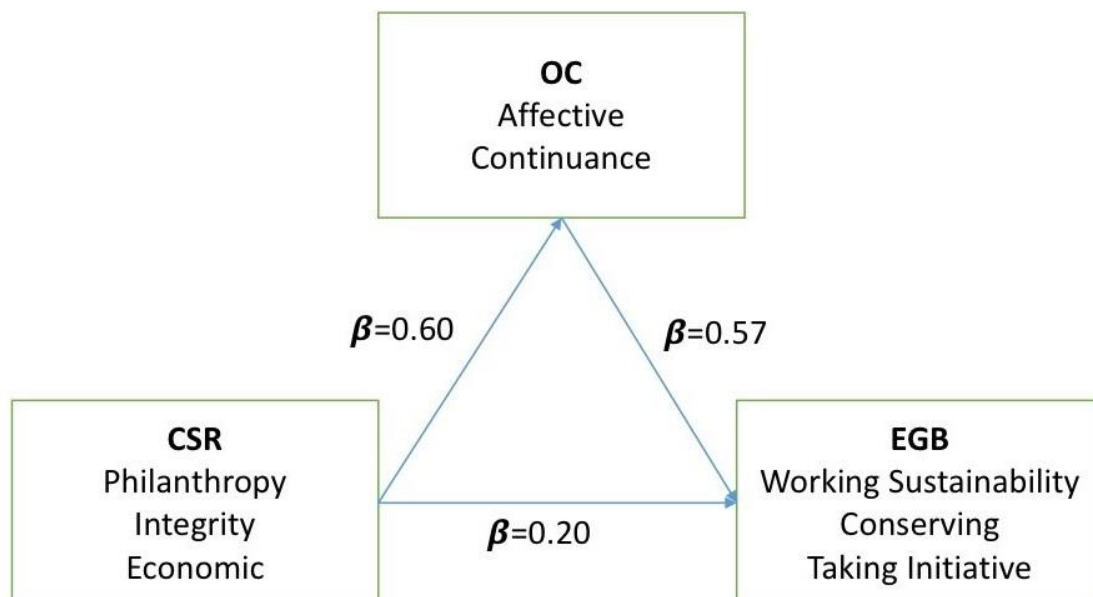 OC
Affective
Continuance
β=0.60
β=0.57
CSR
Philanthropy
Integrity
Economic
β=0.20
EGB
Working Sustainability
Conserving
Taking Initiative